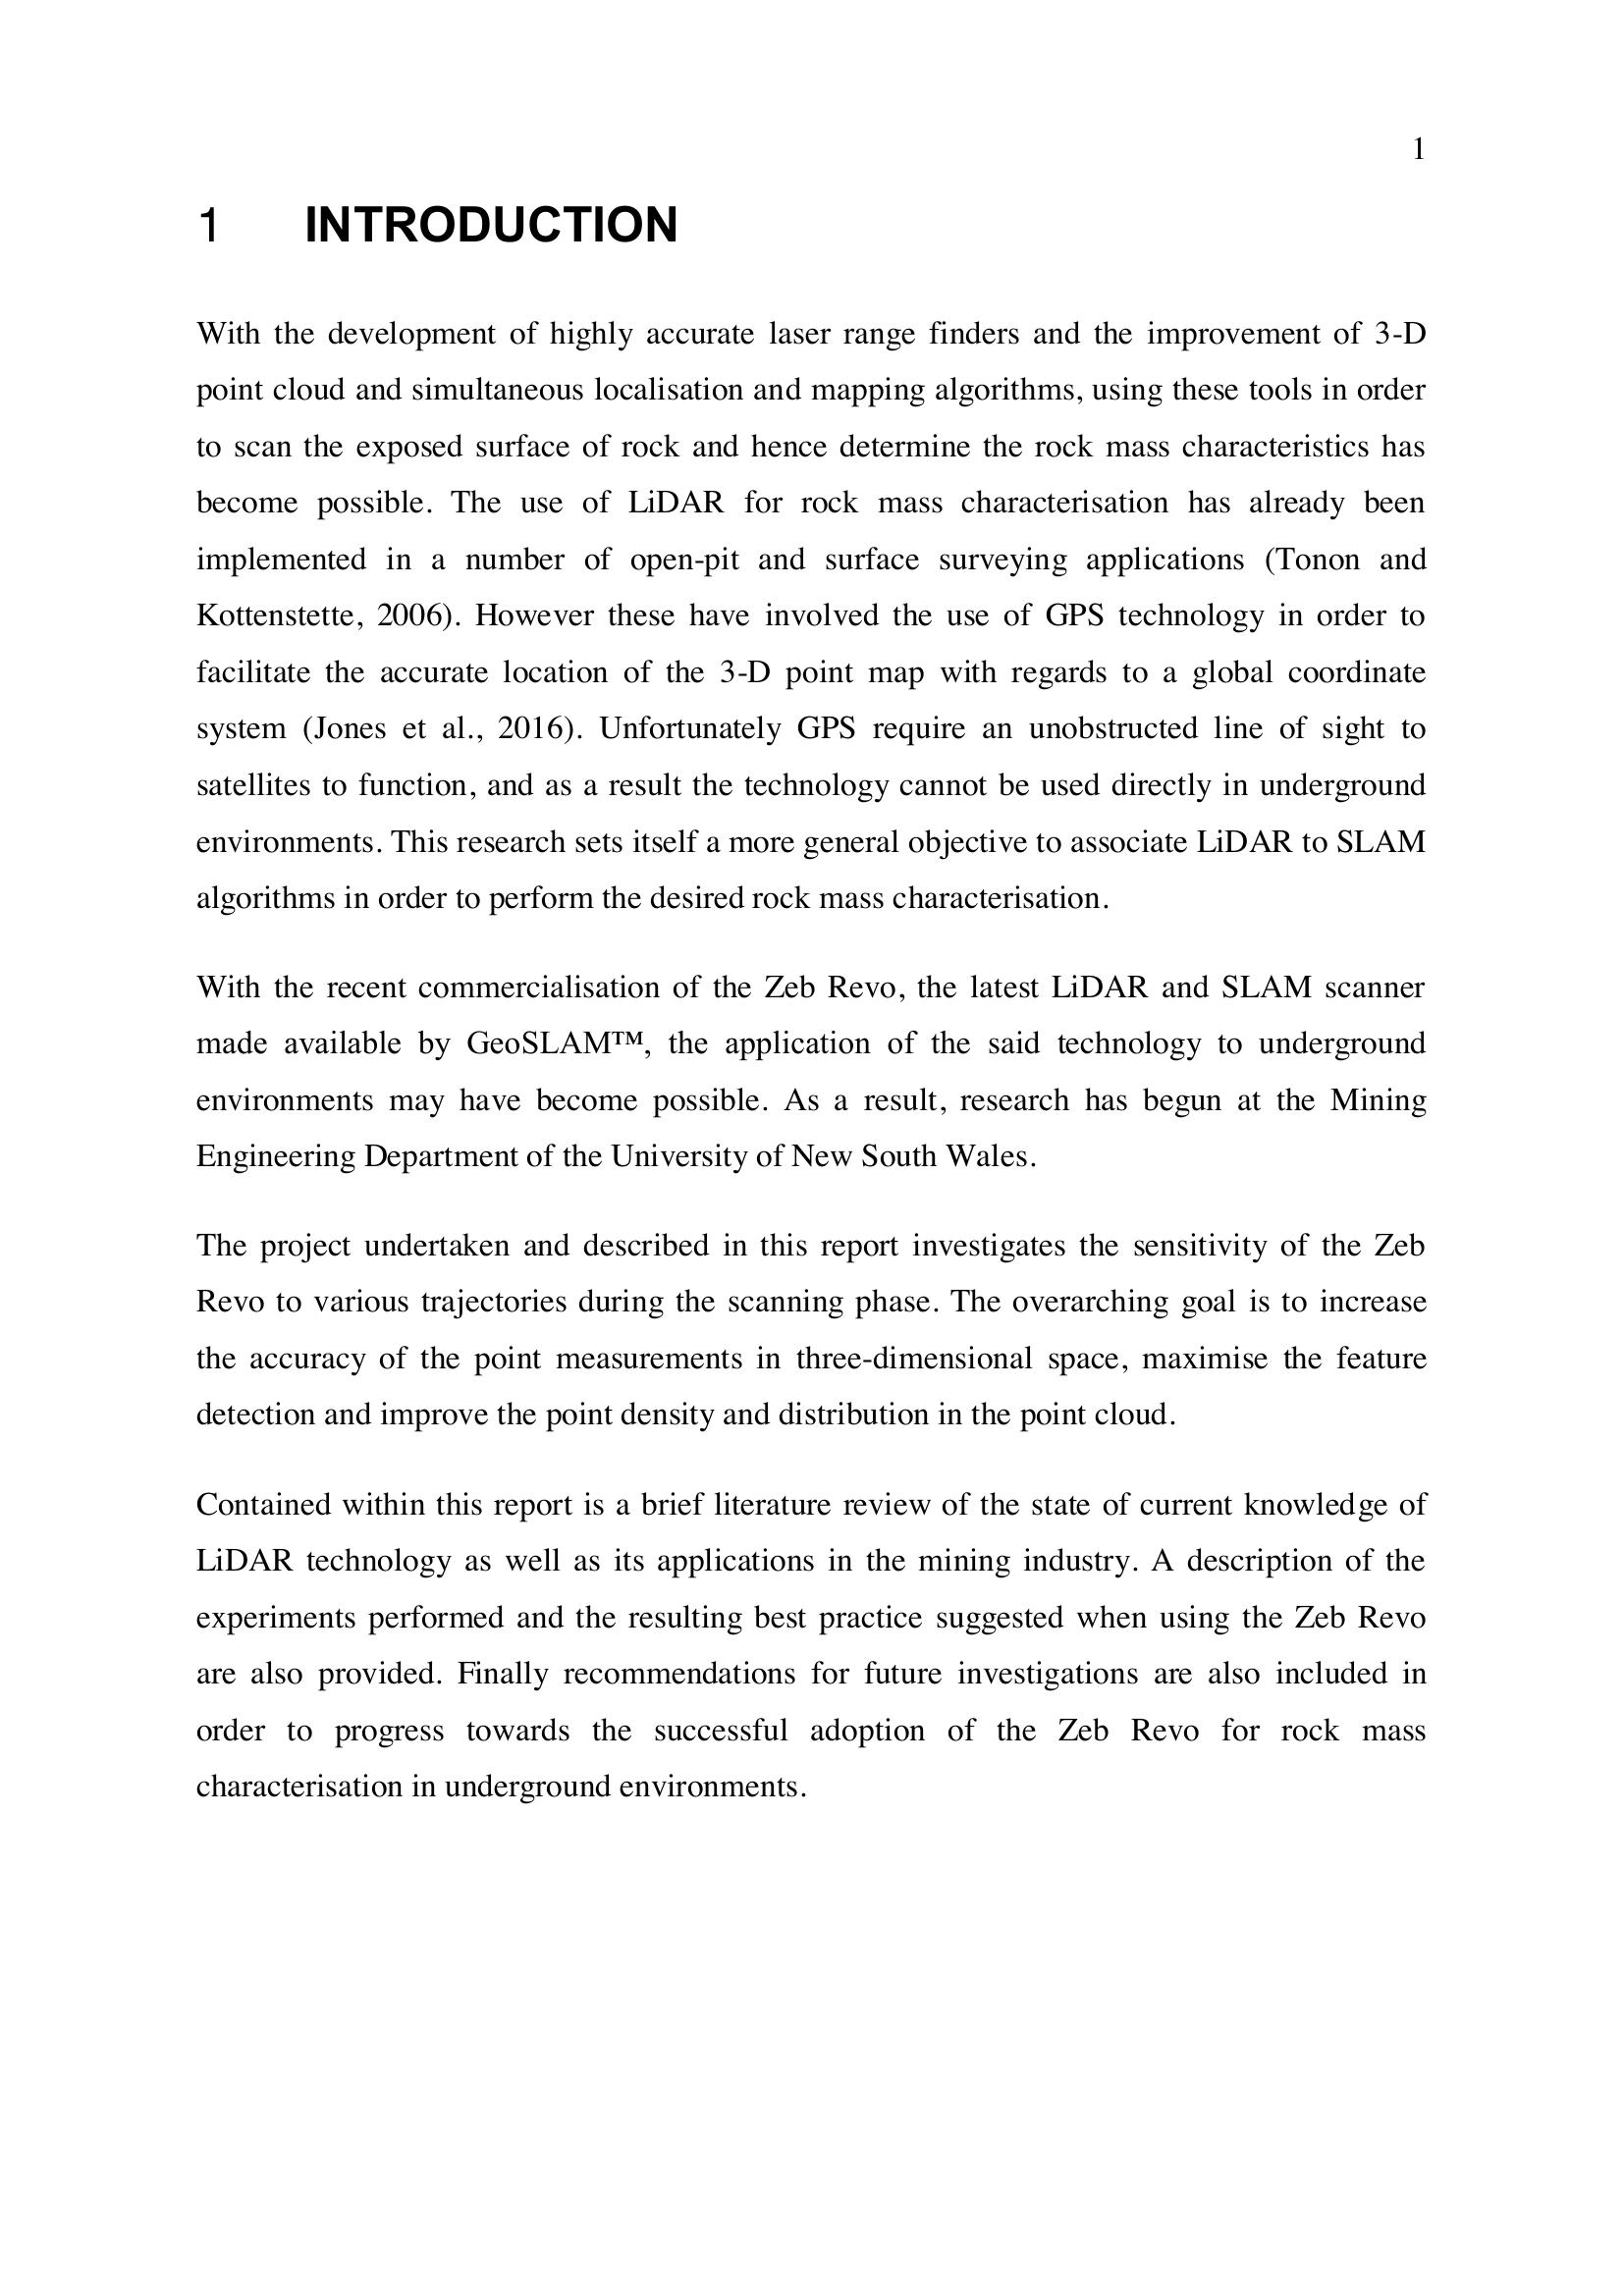 1
1 INTRODUCTION
With the development of highly accurate laser range finders and the improvement of 3-D
point cloud and simultaneous localisation and mapping algorithms, using these tools in order
to scan the exposed surface of rock and hence determine the rock mass characteristics has
become possible. The use of LiDAR for rock mass characterisation has already been
implemented in a number of open-pit and surface surveying applications (Tonon and
Kottenstette, 2006). However these have involved the use of GPS technology in order to
facilitate the accurate location of the 3-D point map with regards to a global coordinate
system (Jones et al., 2016). Unfortunately GPS require an unobstructed line of sight to
satellites to function, and as a result the technology cannot be used directly in underground
environments. This research sets itself a more general objective to associate LiDAR to SLAM
algorithms in order to perform the desired rock mass characterisation.
With the recent commercialisation of the Zeb Revo, the latest LiDAR and SLAM scanner
made available by GeoSLAM™, the application of the said technology to underground
environments may have become possible. As a result, research has begun at the Mining
Engineering Department of the University of New South Wales.
The project undertaken and described in this report investigates the sensitivity of the Zeb
Revo to various trajectories during the scanning phase. The overarching goal is to increase
the accuracy of the point measurements in three-dimensional space, maximise the feature
detection and improve the point density and distribution in the point cloud.
Contained within this report is a brief literature review of the state of current knowledge of
LiDAR technology as well as its applications in the mining industry. A description of the
experiments performed and the resulting best practice suggested when using the Zeb Revo
are also provided. Finally recommendations for future investigations are also included in
order to progress towards the successful adoption of the Zeb Revo for rock mass
characterisation in underground environments.